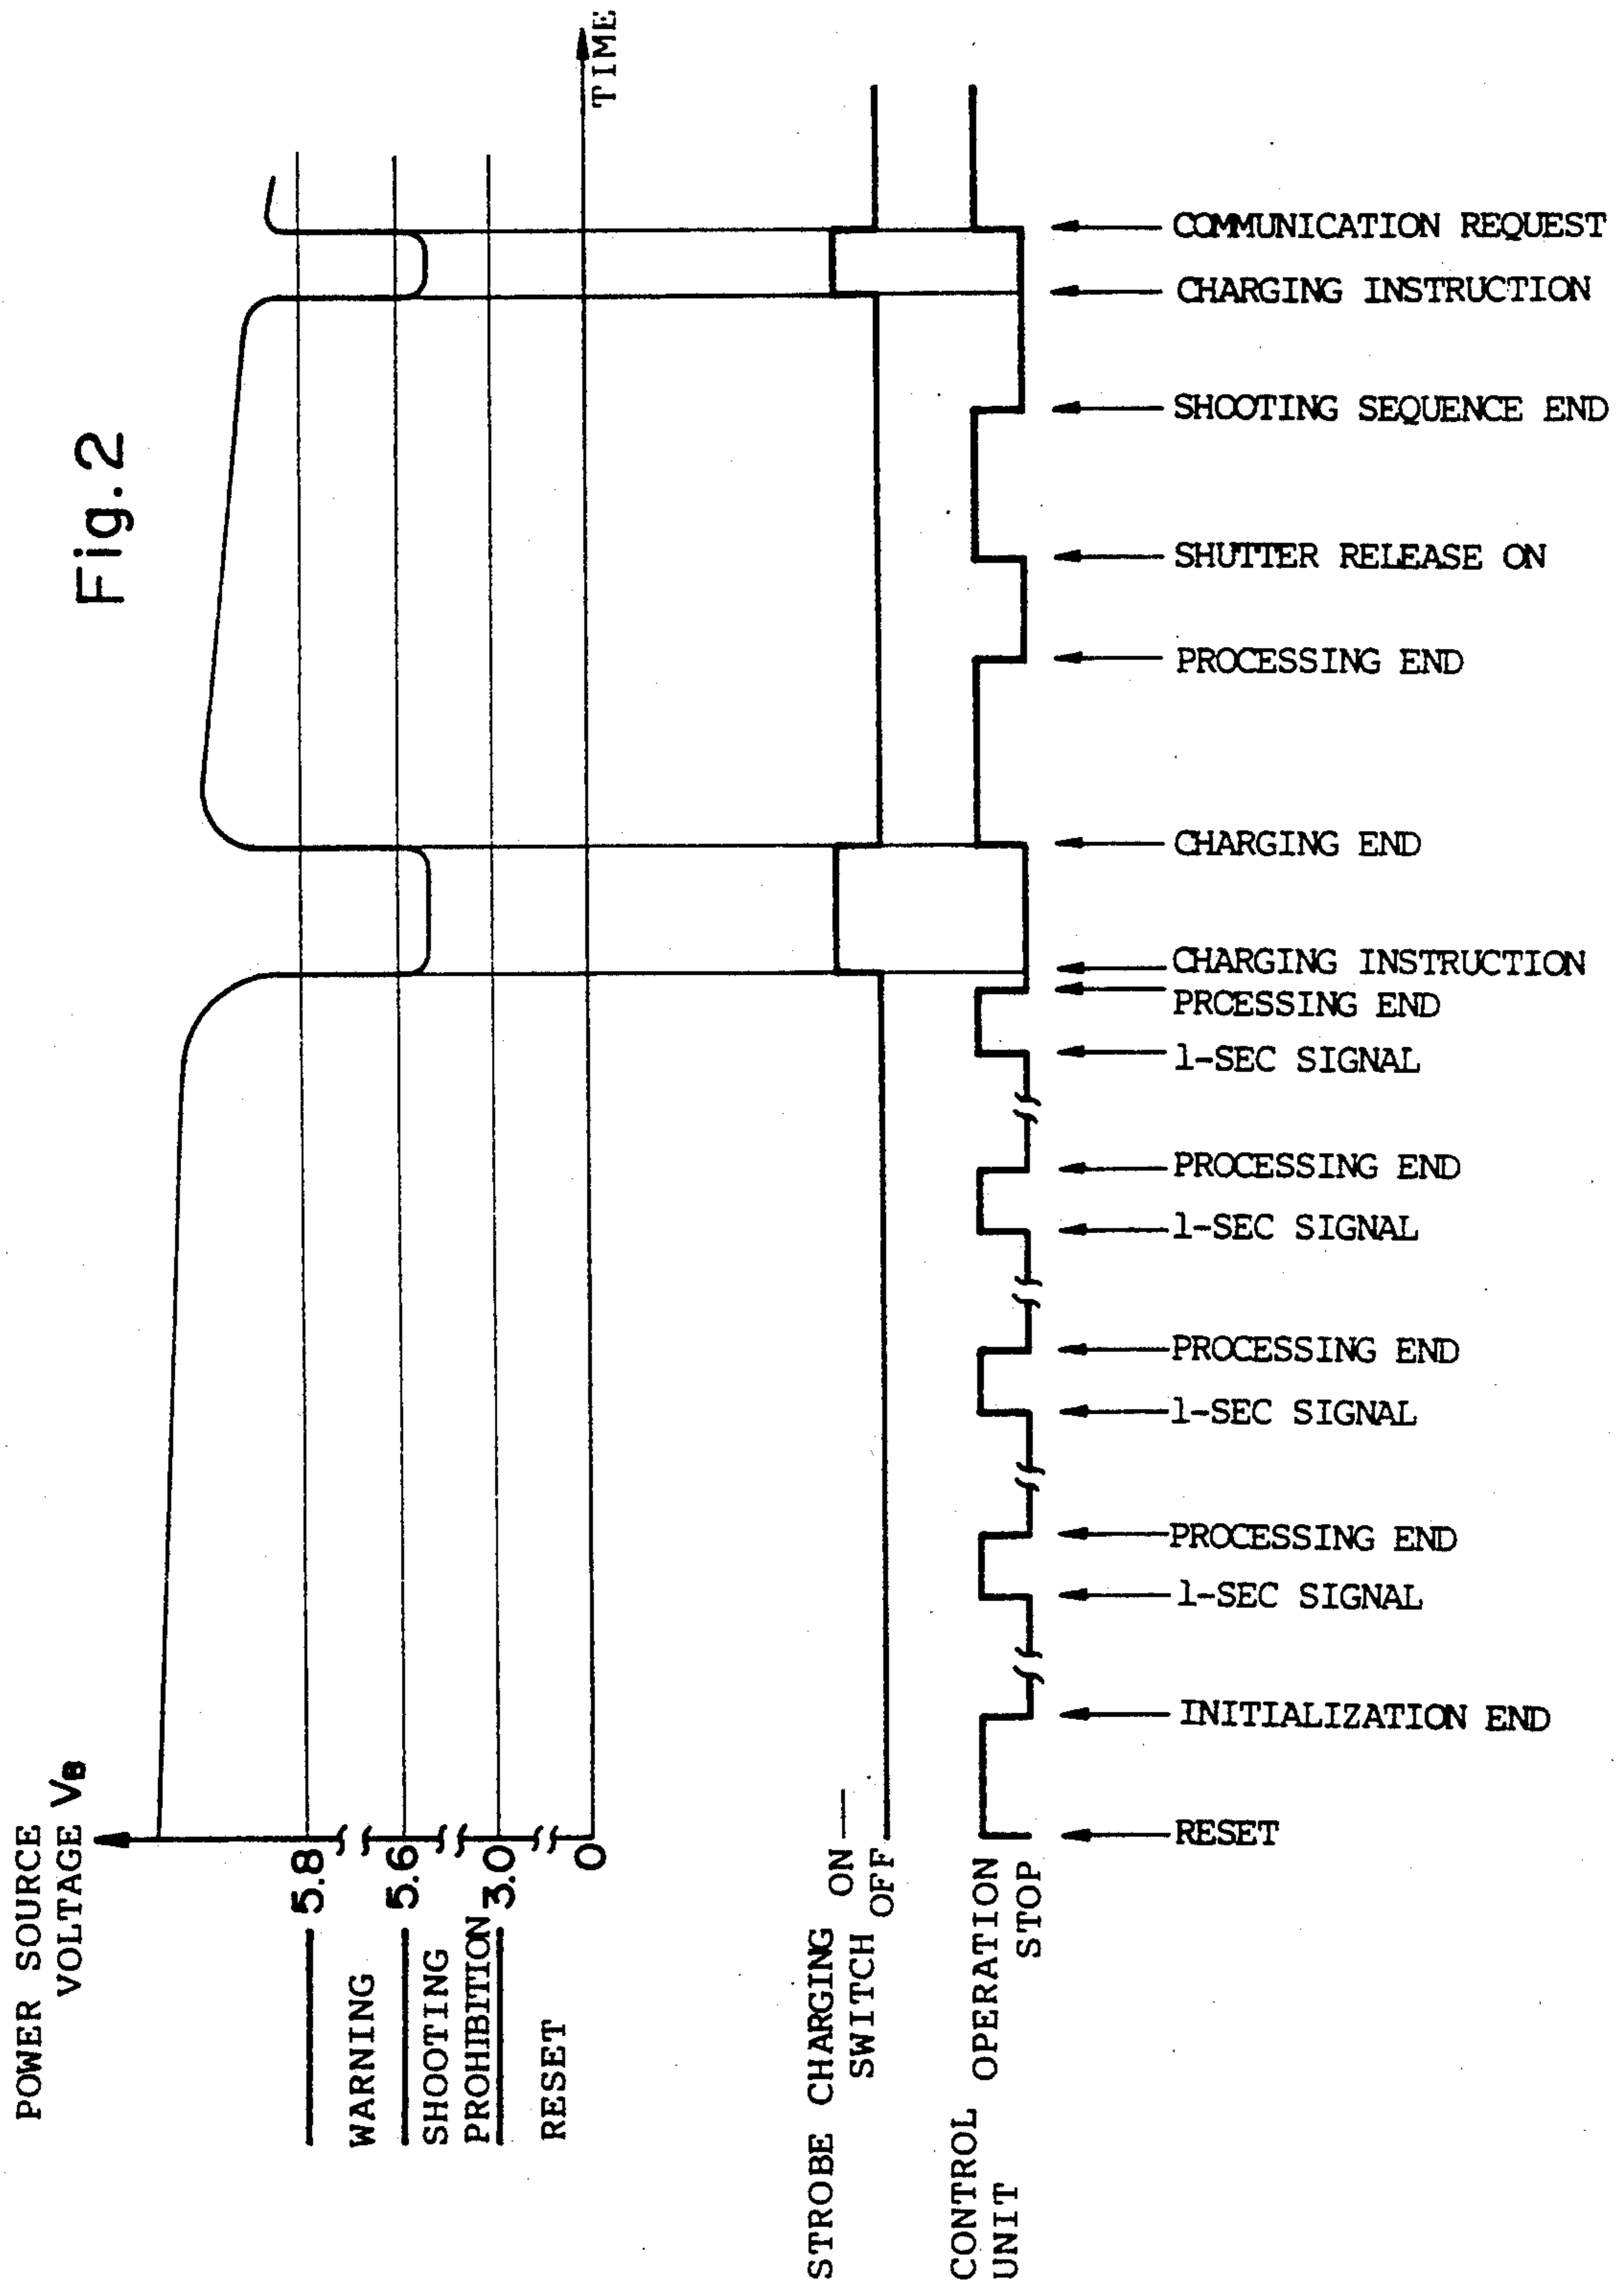 Fig. 2
POWER SOURCE
VOLTAGE VB
5.8
5.6
3.0
0
WARNING
SHOOTING
PROHIBITION
RESET
TIME
STROBE CHARGING
SWITCH
ON
OFF
CONTROL
UNIT
OPERATION
STOP
COMMUNICATION REQUEST
CHARGING INSTRUCTION
SHOOTING SEQUENCE END
SHUTTER RELEASE ON
PROCESSING END
CHARGING END
CHARGING INSTRUCTION
PRCESSING END
1-SEC SIGNAL
PROCESSING END
1-SEC SIGNAL
PROCESSING END
1-SEC SIGNAL
PROCESSING END
1-SEC SIGNAL
INITIALIZATION END
RESET